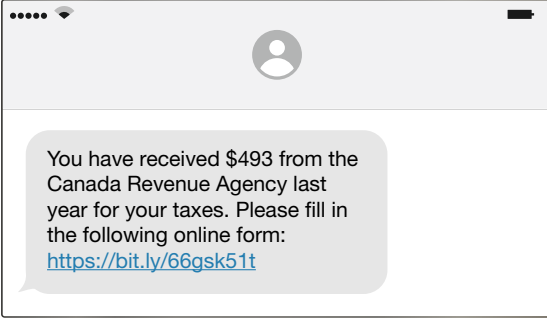 You have received $493 from the
Canada Revenue Agency last
year for your taxes. Please fill in
the following online form:
https://bit.ly/66gsk51t